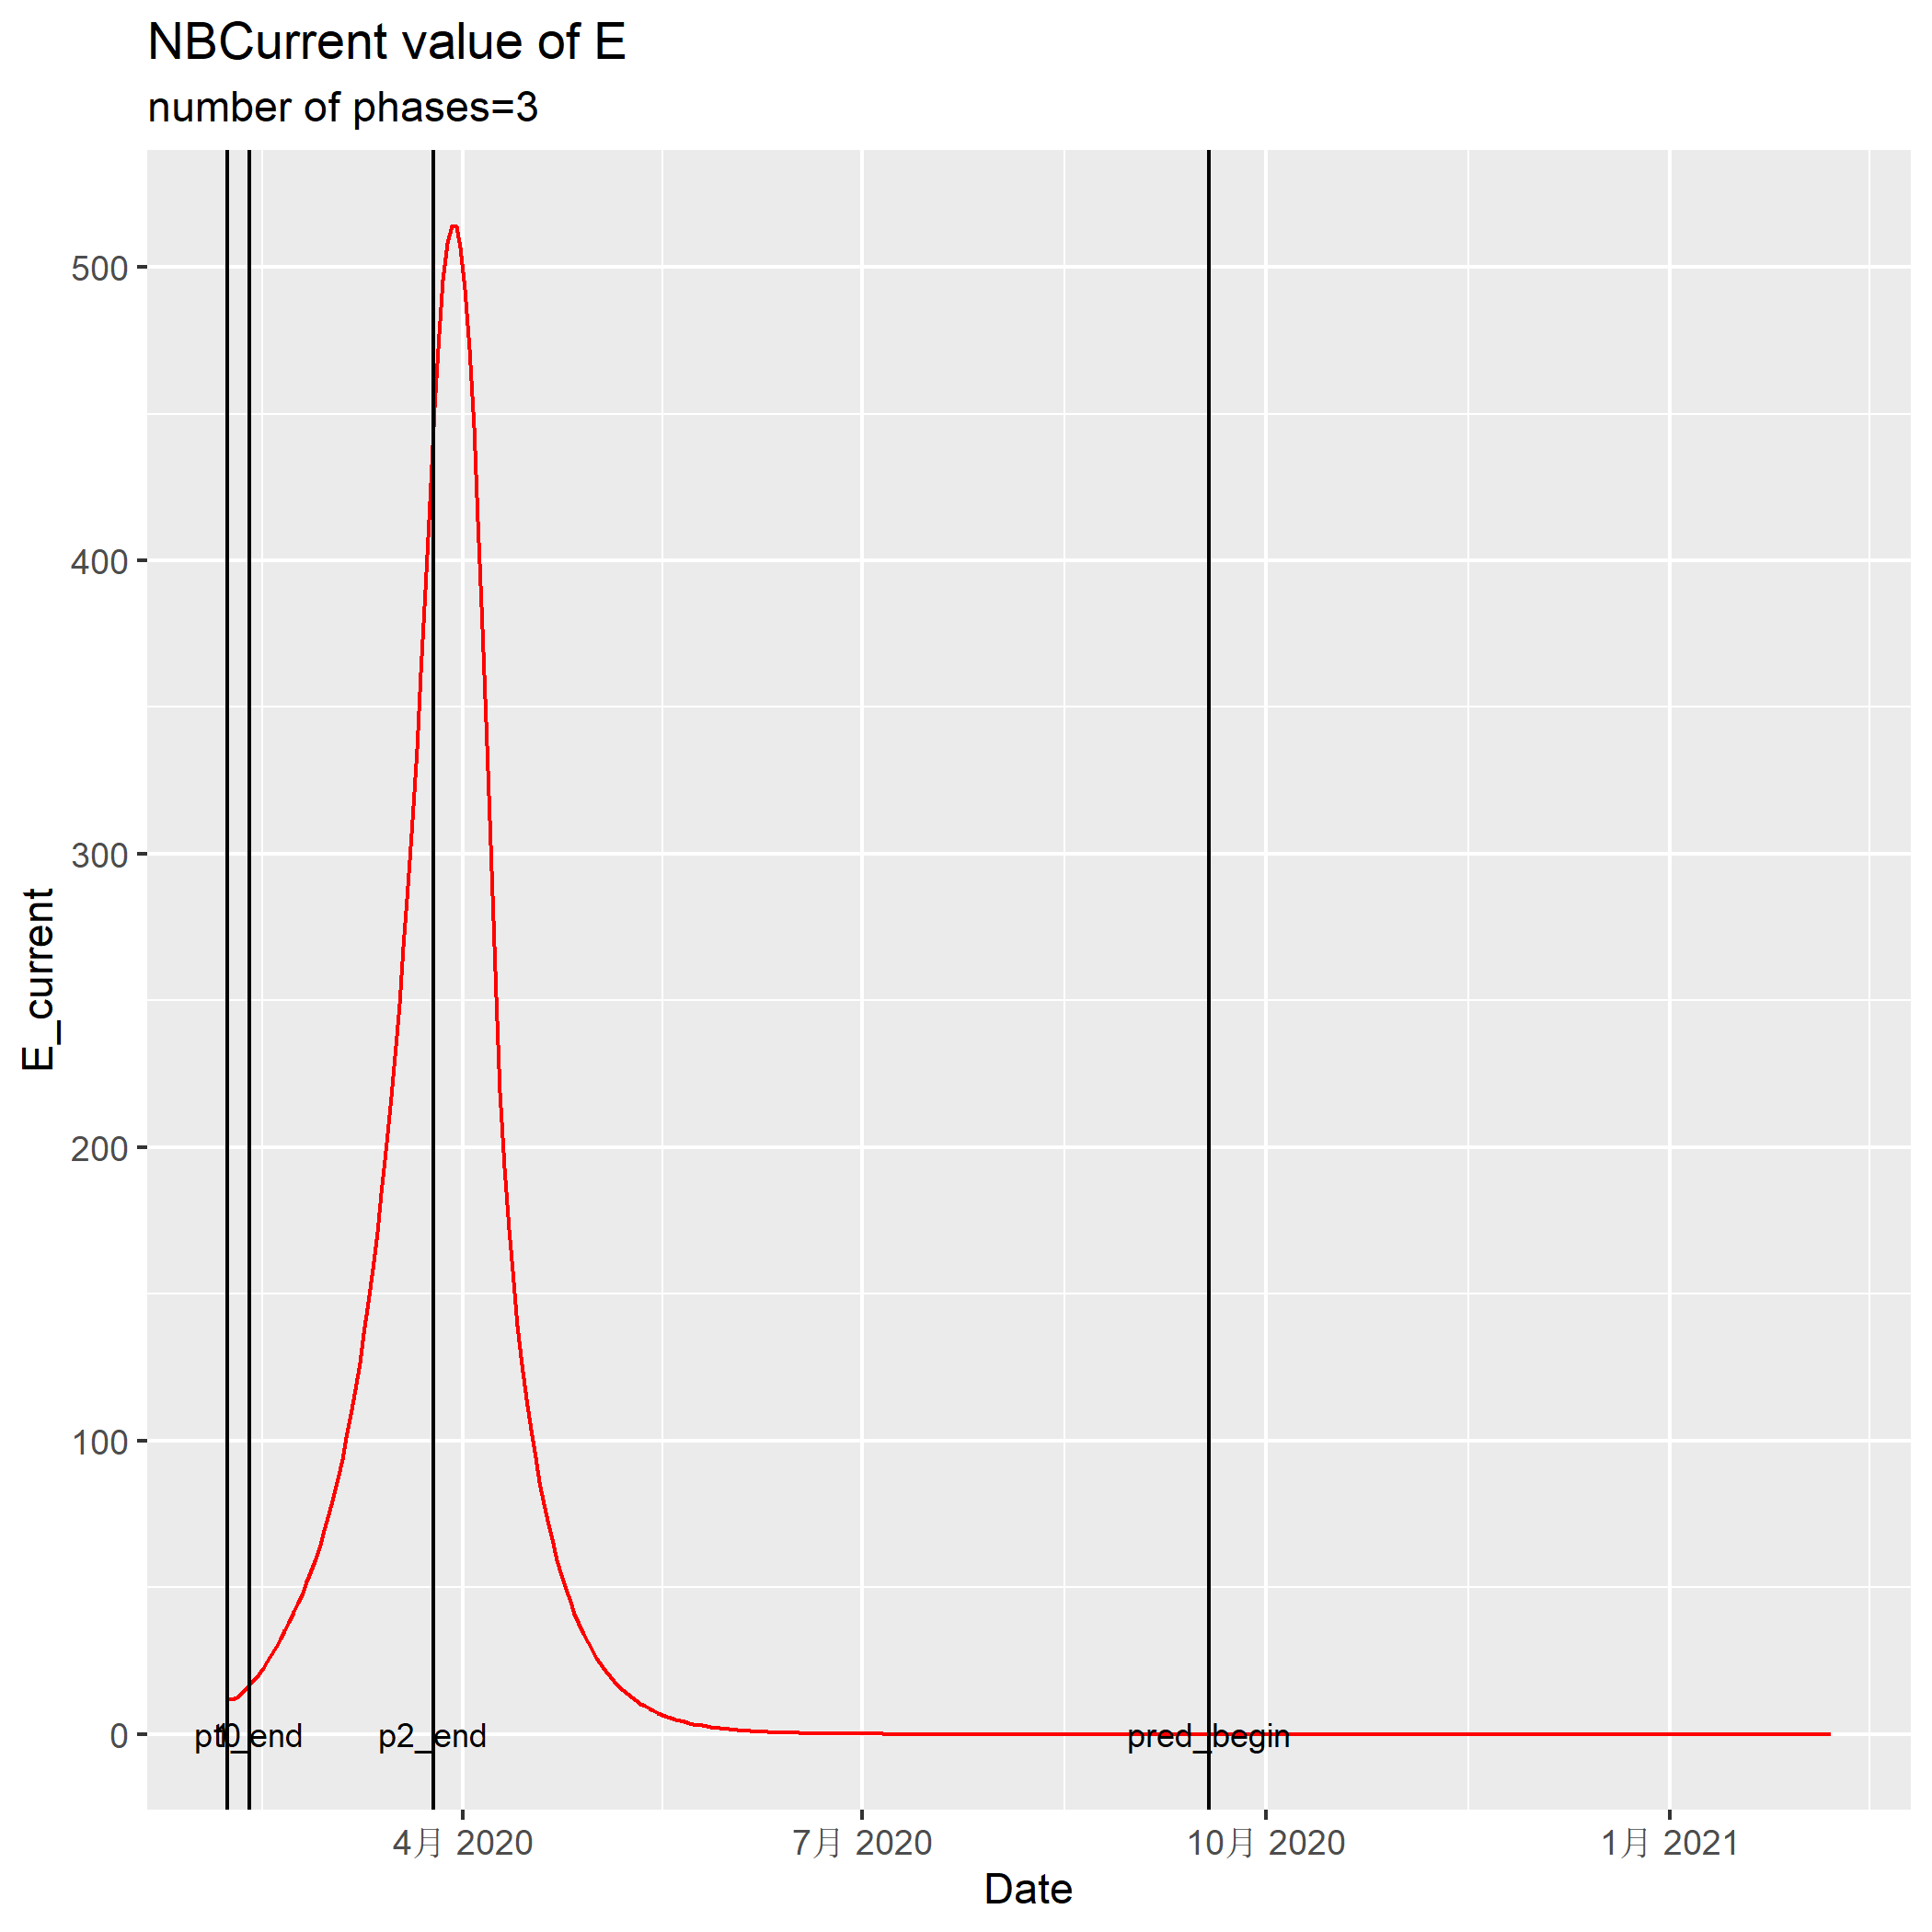 NBCurrent value of E
number of phases=3
500
400
300
200
100
0
E_current
p2_end
pred_begin
4月 2020
7月 2020
10月 2020
1月 2021
Date